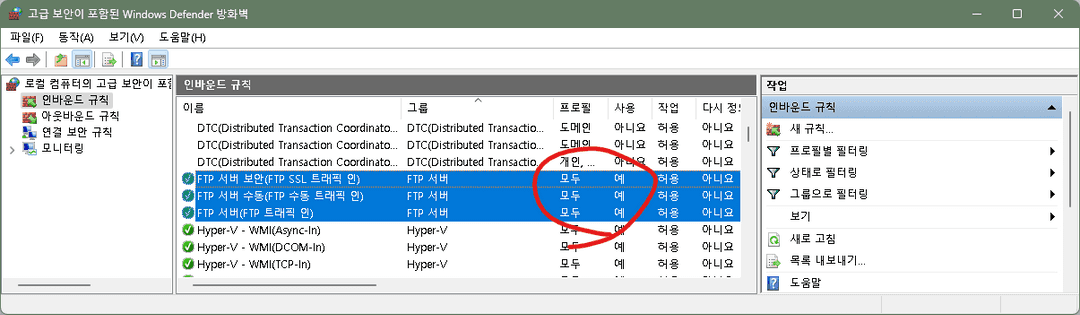 고급 보안이 포함된 Windows Defender 방화벽
파일(F) 동작(A) 보기(V) 도움말(H)
로컬 컴퓨터의 고급 보안이 포함
인바운드 규칙
아웃바운드 규칙
연결 보안 규칙
모니터링
인바운드 규칙
이름 그룹 프로필 사용 작업 다시 정의
DTC(Distributed Transaction Coordinato... DTC(Distributed Transactio... 도메인 아니요 허용 아니요
DTC(Distributed Transaction Coordinato... DTC(Distributed Transactio... 도메인 아니요 허용 아니요
DTC(Distributed Transaction Coordinato... DTC(Distributed Transactio... 개인, ... 아니요 허용 아니요
FTP 서버 보안(FTP SSL 트래픽 인) FTP 서버 모두 예 허용 아니요
FTP 서버 수동(FTP 수동 트래픽 인) FTP 서버 모두 예 허용 아니요
FTP 서버(FTP 트래픽 인) FTP 서버 모두 예 허용 아니요
Hyper-V - WMI(Async-In) Hyper-V 모두 예 허용 아니요
Hyper-V - WMI(DCOM-In) Hyper-V 모두 예 허용 아니요
Hyper-V - WMI(TCP-In) Hyper-V 모두 예 허용 아니요
작업
인바운드 규칙
새 규칙...
프로필별 필터링
상태로 필터링
그룹으로 필터링
보기
새로 고침
목록 내보내기...
도움말